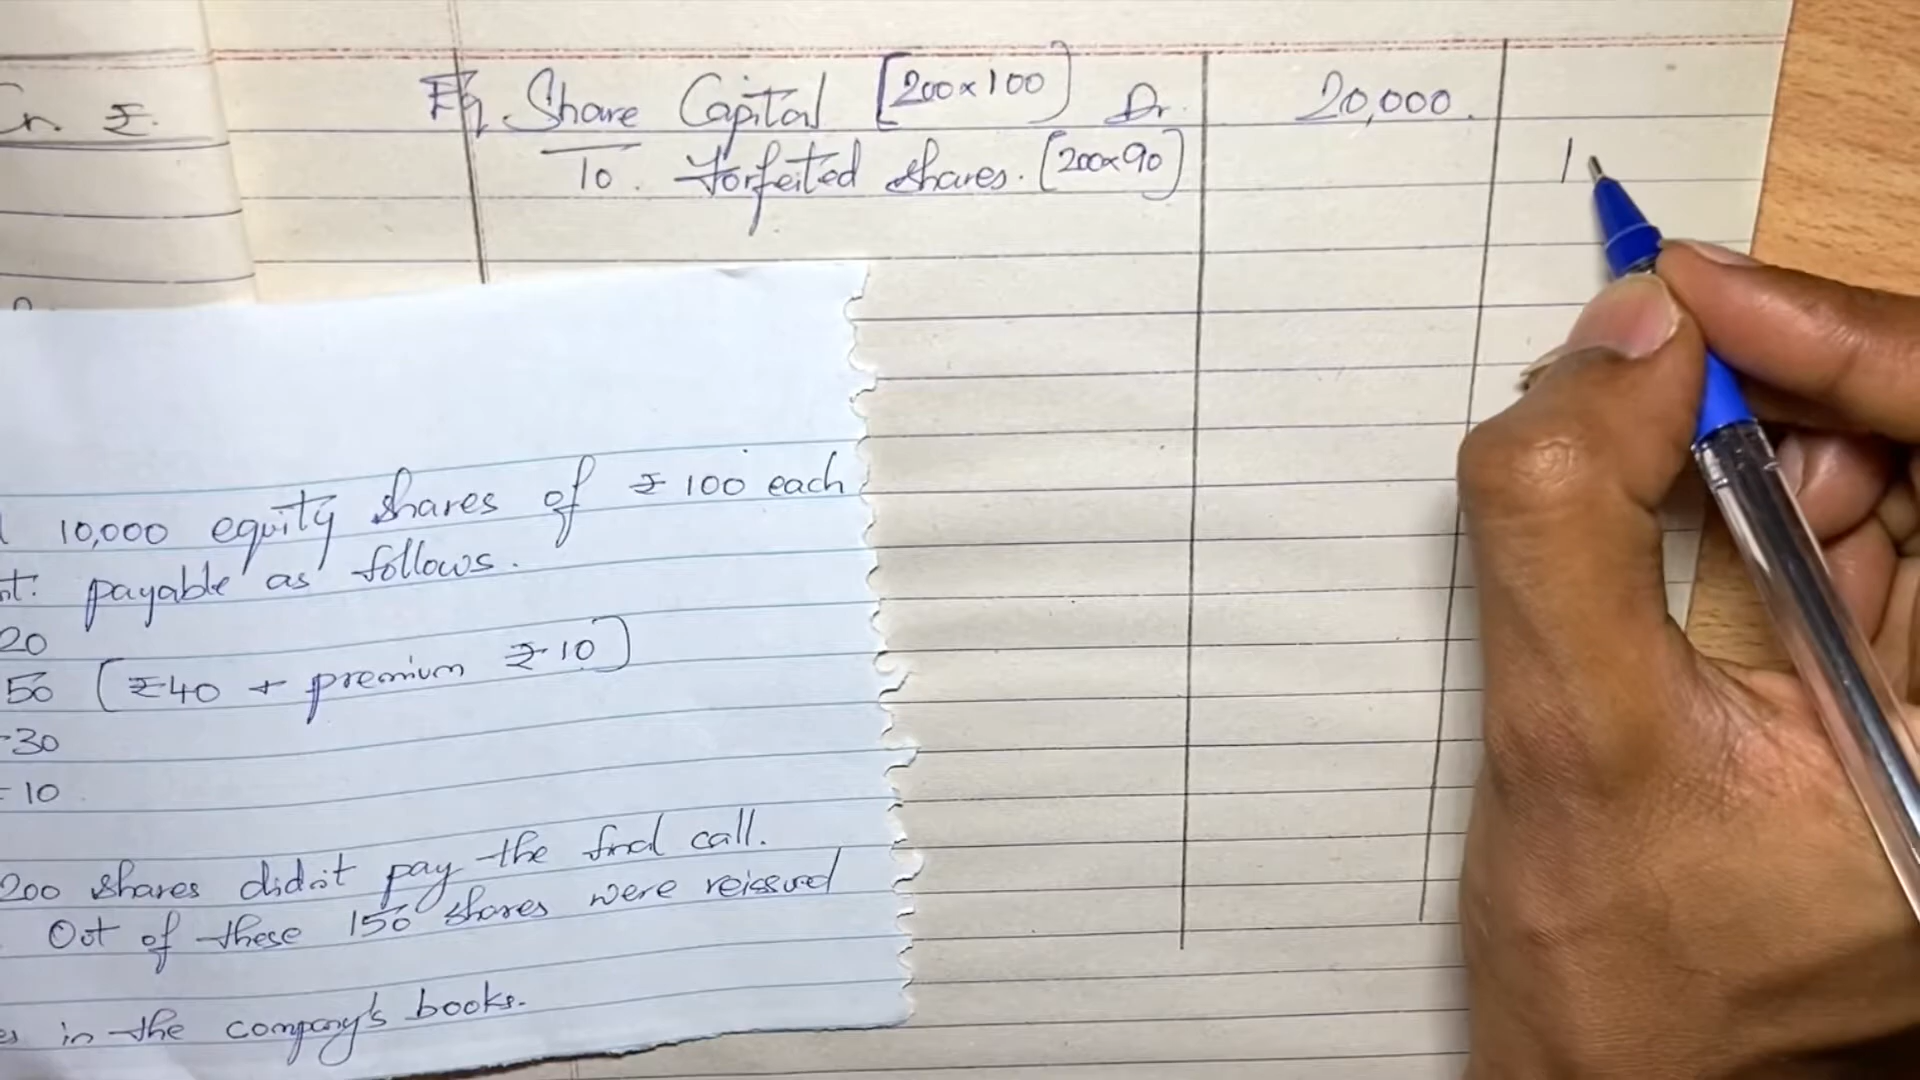 Cr. ₹.
Eq. Share Capital [200×100] Dr. 20,000.
To. Forfeited shares. [200×90] 1
10,000 equity shares of ₹ 100 each
payable as follows.
20
50 (₹40 + premium ₹10)
30
10
200 shares didn't pay the final call.
Out of these 150 shares were reissued
in the company's books.